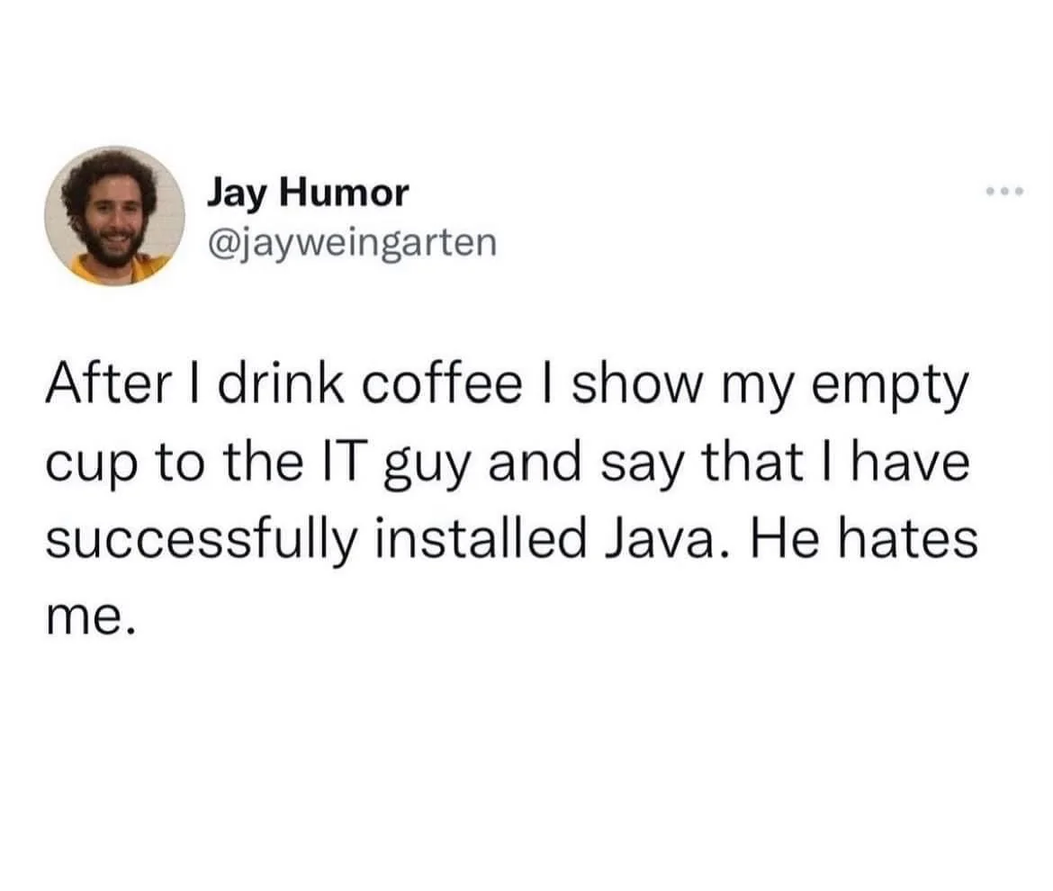 Jay Humor
@jayweingarten
After I drink coffee I show my empty
cup to the IT guy and say that I have
successfully installed Java. He hates
me.